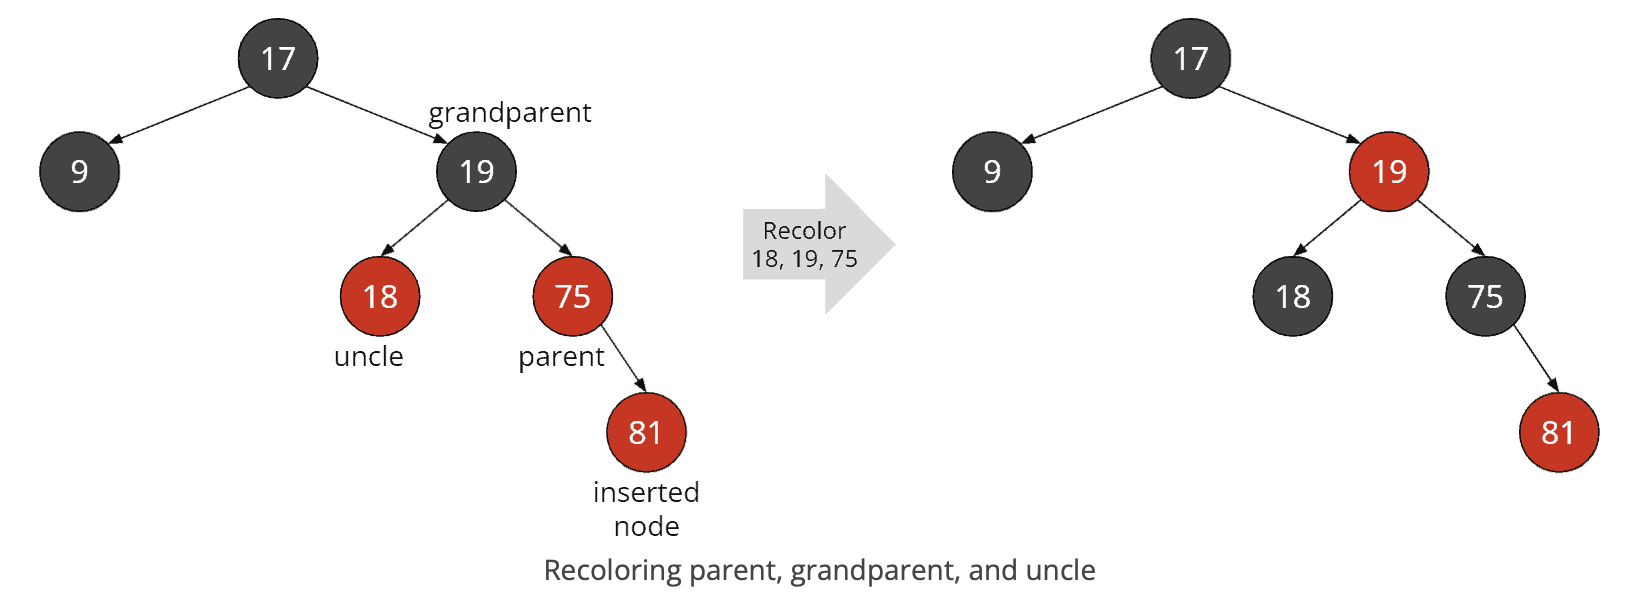 17
17
grandparent
9
19
9
19
Recolor
18, 19, 75
18
75
18
75
uncle
parent
81
81
inserted
node
Recoloring parent, grandparent, and uncle